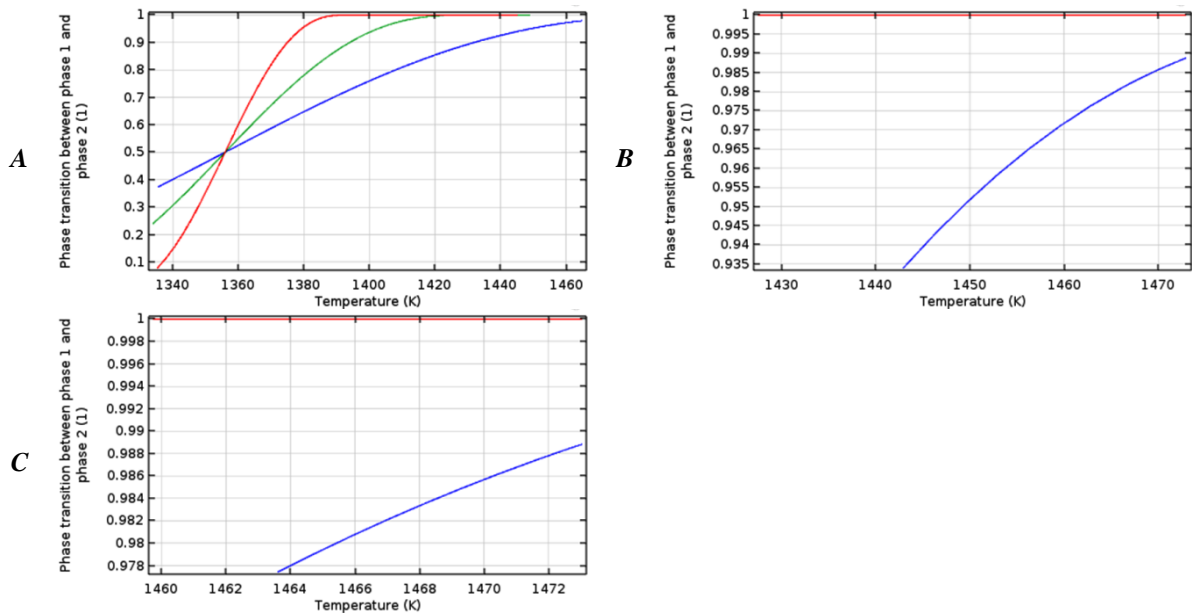 A
Phase transition between phase 1 and
phase 2 (1)
1
0.9
0.8
0.7
0.6
0.5
0.4
0.3
0.2
0.1
1340 1360 1380 1400 1420 1440 1460
Temperature (K)
B
Phase transition between phase 1 and
phase 2 (1)
1
0.995
0.99
0.985
0.98
0.975
0.97
0.965
0.96
0.955
0.95
0.945
0.94
0.935
1430 1440 1450 1460 1470
Temperature (K)
C
Phase transition between phase 1 and
phase 2 (1)
1
0.998
0.996
0.994
0.992
0.99
0.988
0.986
0.984
0.982
0.98
0.978
1460 1462 1464 1466 1468 1470 1472
Temperature (K)